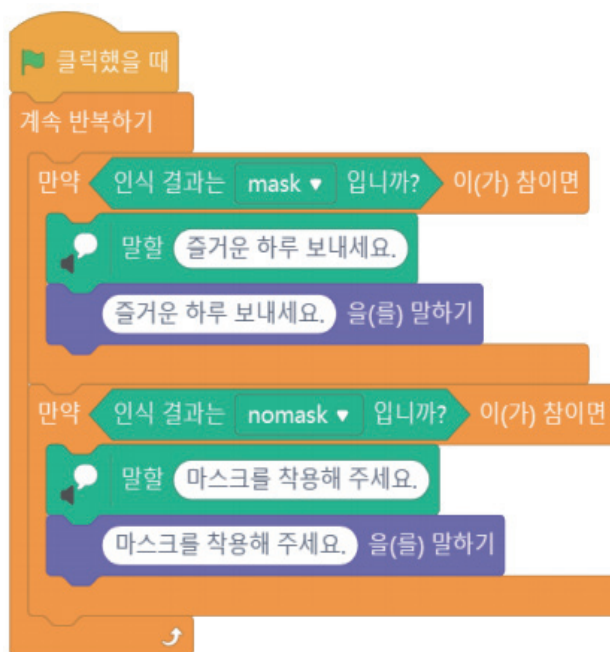 클릭했을 때
계속 반복하기
만약 인식 결과는 mask ▼ 입니까? 이(가) 참이면
말할 즐거운 하루 보내세요.
즐거운 하루 보내세요. 을(를) 말하기
만약 인식 결과는 nomask ▼ 입니까? 이(가) 참이면
말할 마스크를 착용해 주세요.
마스크를 착용해 주세요. 을(를) 말하기